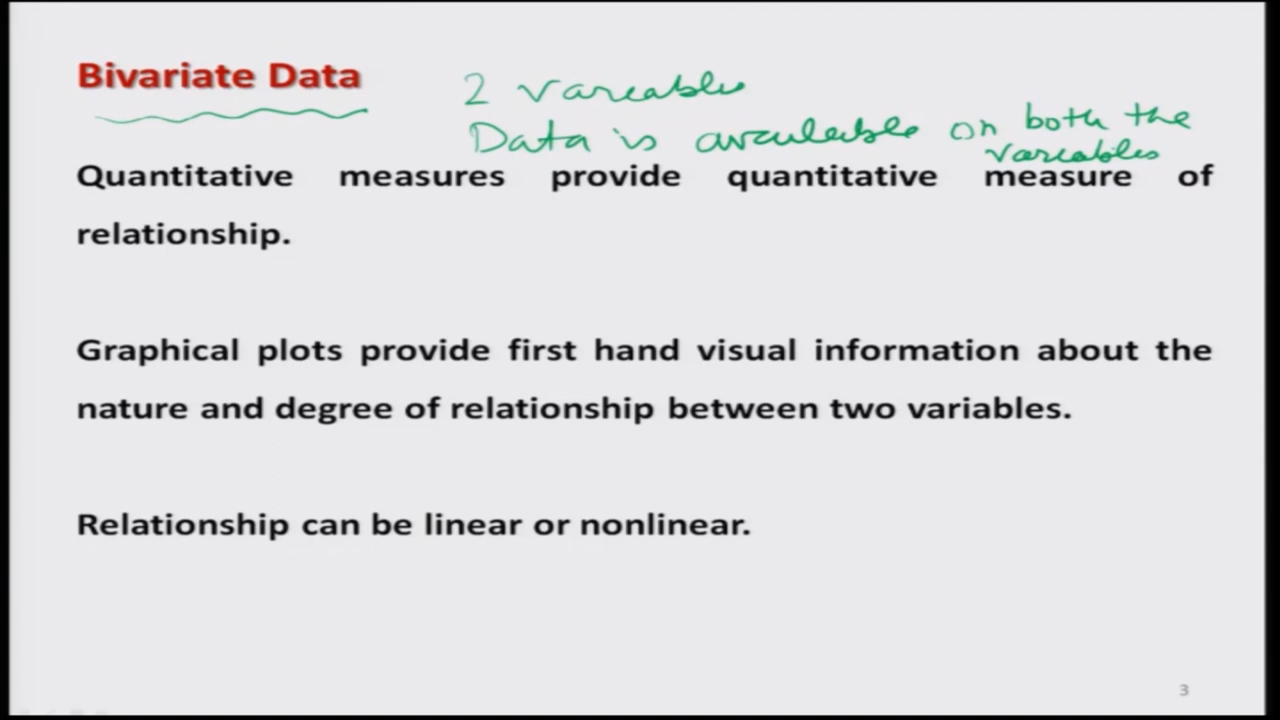 Bivariate Data
2 variables
Data is available on both the
variables
Quantitative measures provide quantitative measure of
relationship.
Graphical plots provide first hand visual information about the
nature and degree of relationship between two variables.
Relationship can be linear or nonlinear.
3